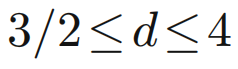 3/2 ≤ d ≤ 4